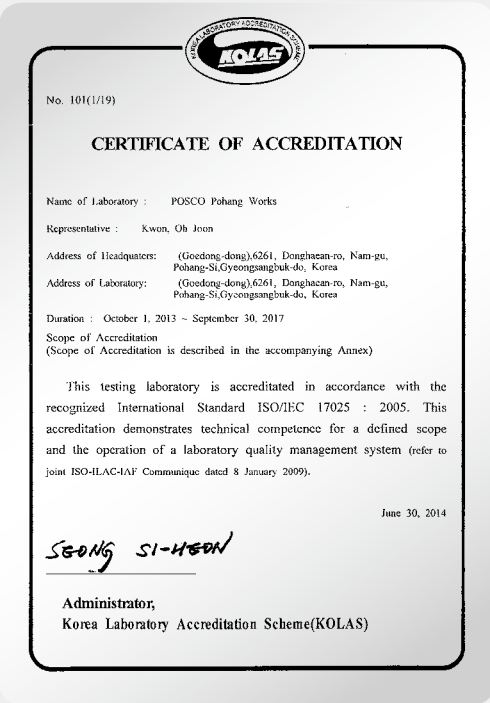 KOREA LABORATORY ACCREDITATION SCHEME
KOLAS
No. 101(1/19)
CERTIFICATE OF ACCREDITATION
Name of Laboratory : POSCO Pohang Works
Representative : Kwon, Oh Joon
Address of Headquaters: (Goedong-dong),6261, Donghaean-ro, Nam-gu,
Pohang-Si,Gyeongsangbuk-do, Korea
Address of Laboratory: (Goedong-dong),6261, Donghaean-ro, Nam-gu,
Pohang-Si,Gyeongsangbuk-do, Korea
Duration : October 1, 2013 ~ September 30, 2017
Scope of Accreditation
(Scope of Accreditation is described in the accompanying Annex)
This testing laboratory is accreditated in accordance with the
recognized International Standard ISO/IEC 17025 : 2005. This
accreditation demonstrates technical competence for a defined scope
and the operation of a laboratory quality management system (refer to
joint ISO-ILAC-IAF Communique dated 8 January 2009).
June 30, 2014
SEONG SI-HEON
Administrator,
Korea Laboratory Accreditation Scheme(KOLAS)